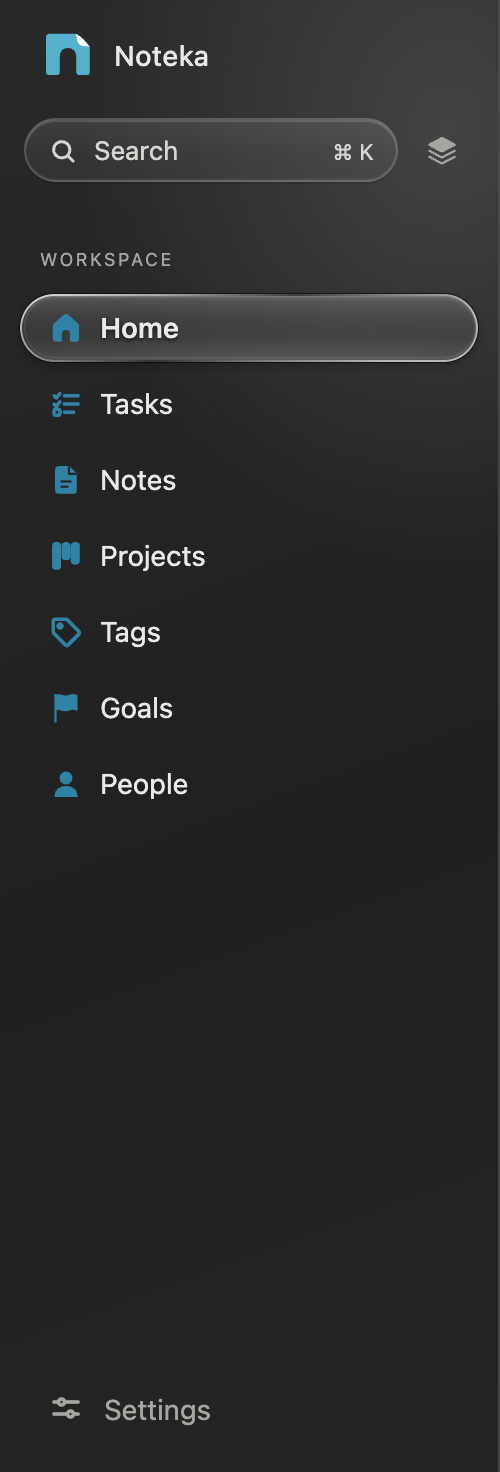 Noteka
Search ⌘ K
WORKSPACE
Home
Tasks
Notes
Projects
Tags
Goals
People
Settings